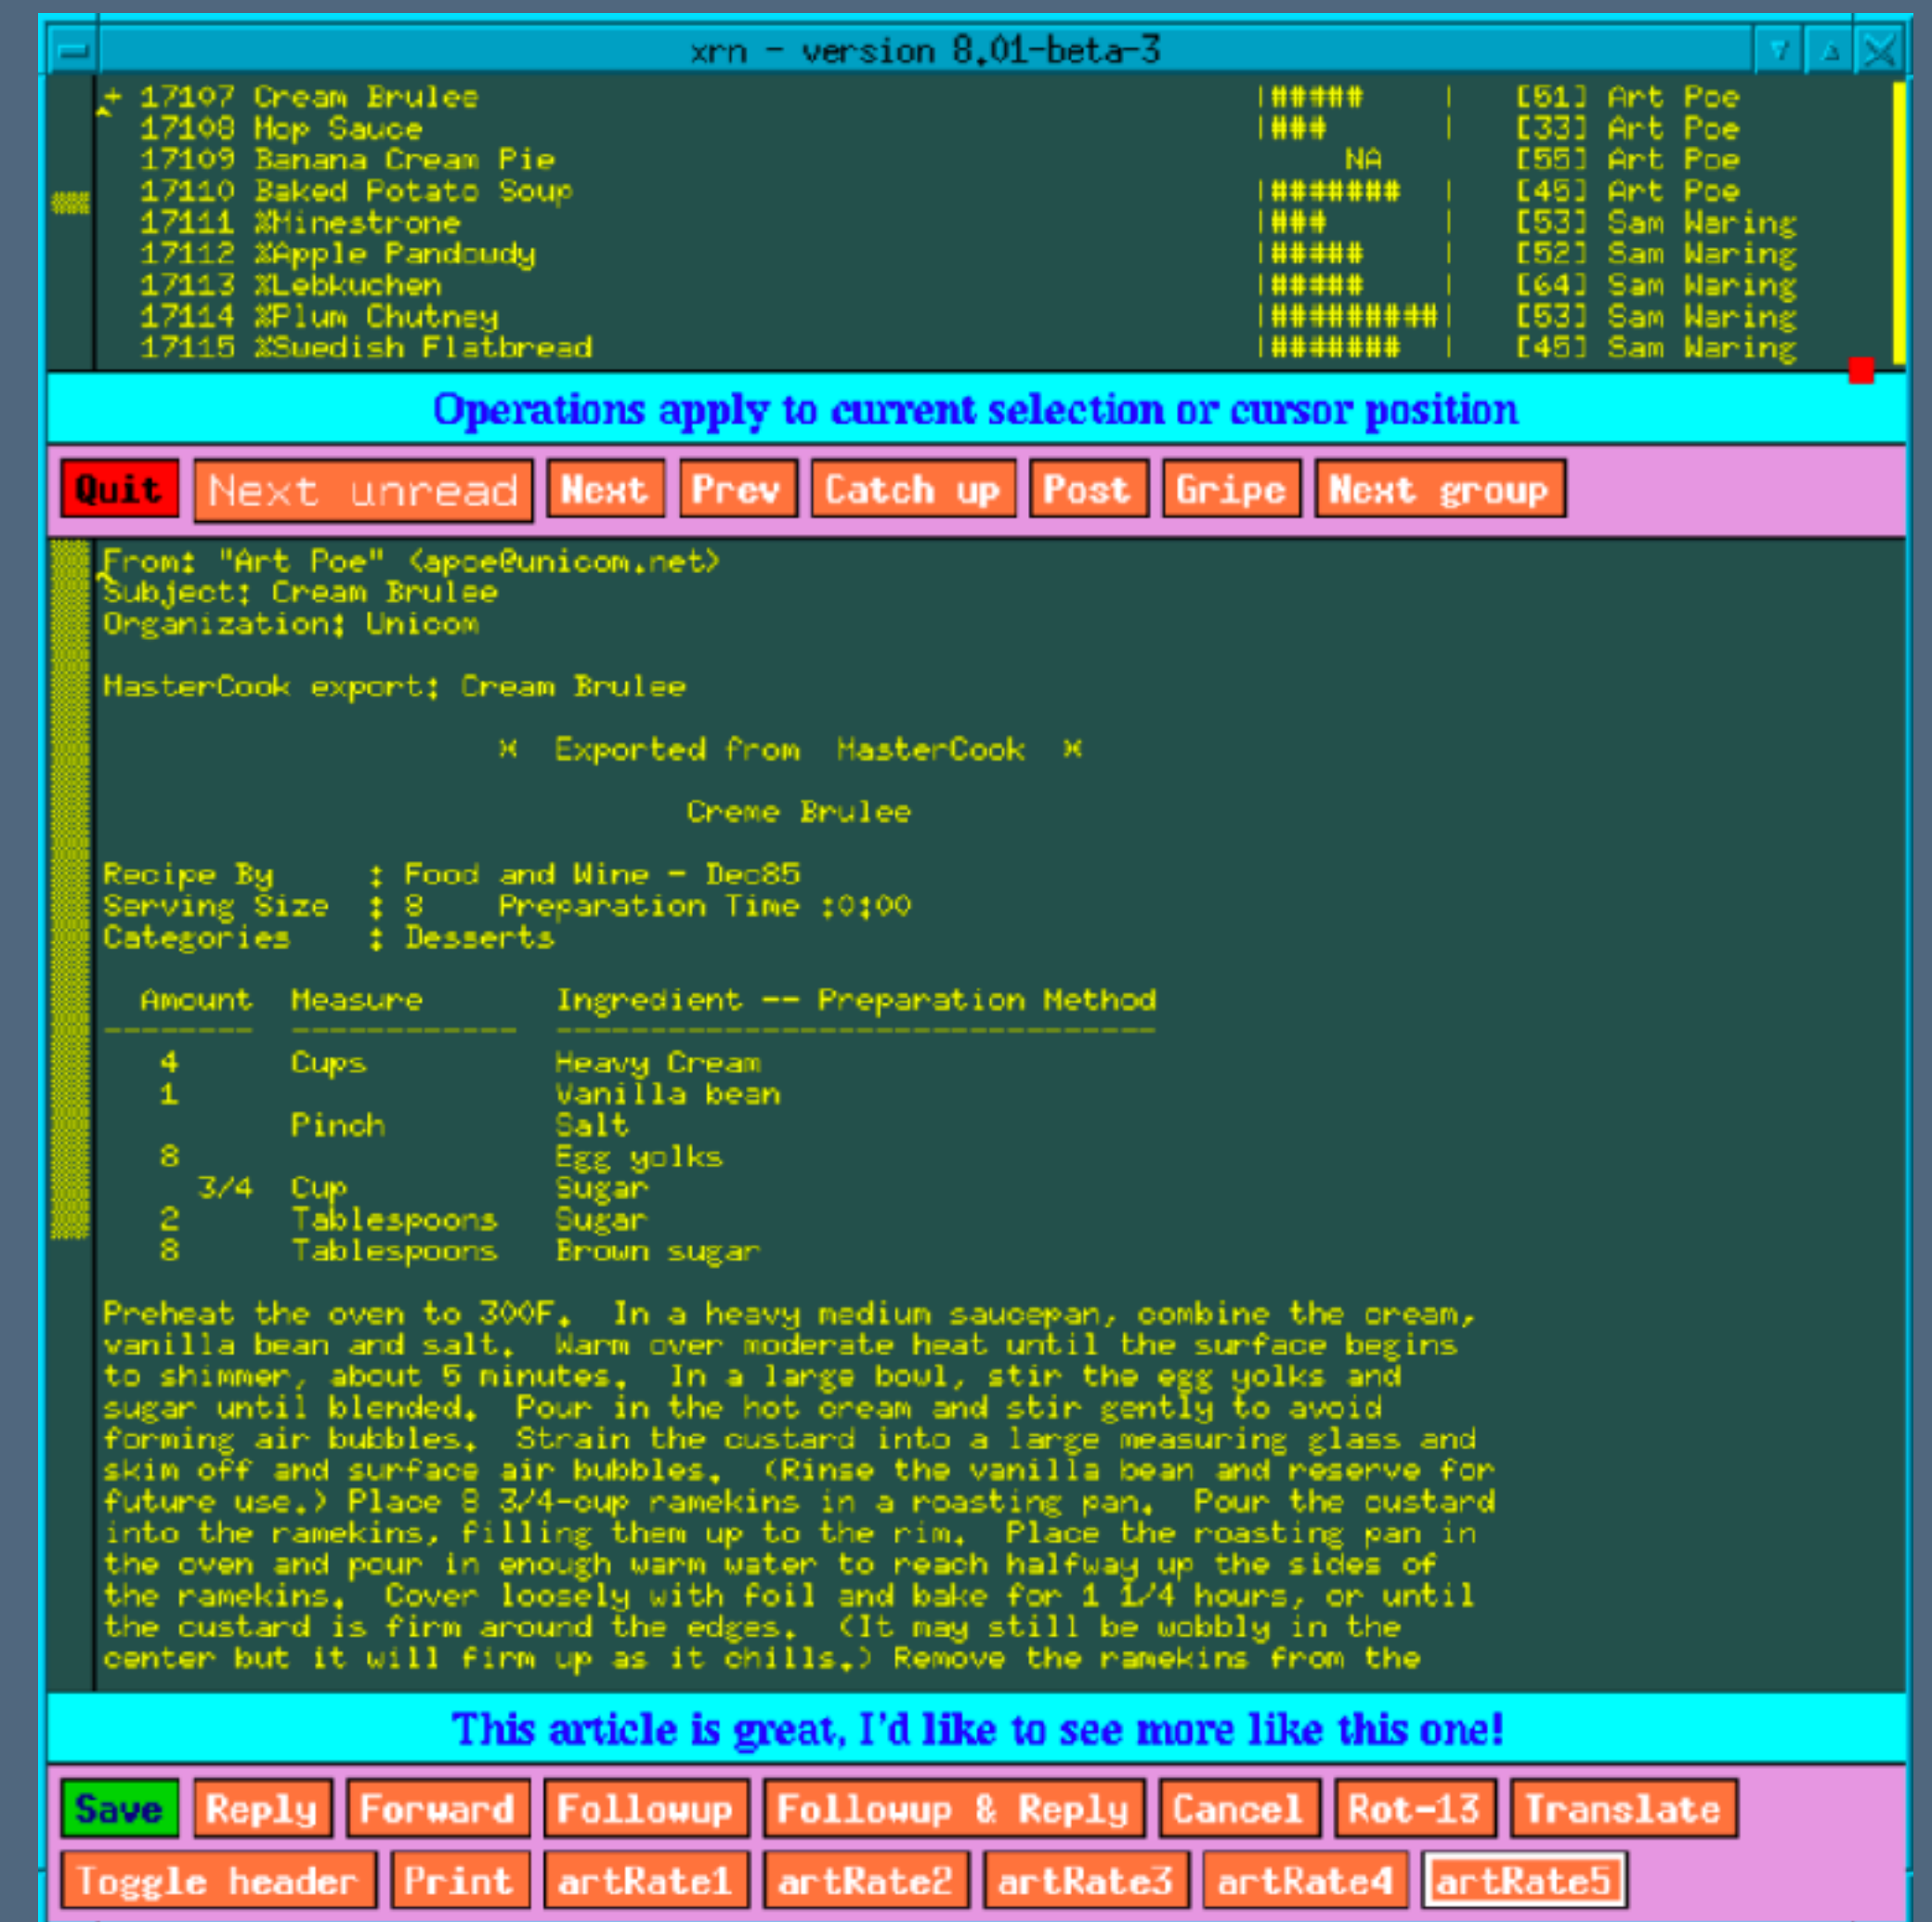 xrn - version 8.01-beta-3
+ 17107 Cream Brulee |##### | [51] Art Poe
17108 Hop Sauce |### | [33] Art Poe
17109 Banana Cream Pie NA [55] Art Poe
17110 Baked Potato Soup |####### | [45] Art Poe
17111 %Minestrone |### | [53] Sam Waring
17112 %Apple Pandowdy |##### | [52] Sam Waring
17113 %Lebkuchen |##### | [64] Sam Waring
17114 %Plum Chutney |#########| [53] Sam Waring
17115 %Swedish Flatbread |####### | [45] Sam Waring
Operations apply to current selection or cursor position
Quit Next unread Next Prev Catch up Post Gripe Next group
From: "Art Poe" <apoe@unicom.net>
Subject: Cream Brulee
Organization: Unicom
MasterCook export: Cream Brulee
* Exported from MasterCook *
Creme Brulee
Recipe By : Food and Wine - Dec85
Serving Size : 8 Preparation Time :0:00
Categories : Desserts
Amount Measure Ingredient -- Preparation Method
-------- ------------ --------------------------------
4 Cups Heavy Cream
1 Vanilla bean
Pinch Salt
8 Egg yolks
3/4 Cup Sugar
2 Tablespoons Sugar
8 Tablespoons Brown sugar
Preheat the oven to 300F. In a heavy medium saucepan, combine the cream,
vanilla bean and salt. Warm over moderate heat until the surface begins
to shimmer, about 5 minutes. In a large bowl, stir the egg yolks and
sugar until blended. Pour in the hot cream and stir gently to avoid
forming air bubbles. Strain the custard into a large measuring glass and
skim off and surface air bubbles. (Rinse the vanilla bean and reserve for
future use.) Place 8 3/4-cup ramekins in a roasting pan. Pour the custard
into the ramekins, filling them up to the rim. Place the roasting pan in
the oven and pour in enough warm water to reach halfway up the sides of
the ramekins. Cover loosely with foil and bake for 1 1/4 hours, or until
the custard is firm around the edges. (It may still be wobbly in the
center but it will firm up as it chills.) Remove the ramekins from the
This article is great, I'd like to see more like this one!
Save Reply Forward Followup Followup & Reply Cancel Rot-13 Translate
Toggle header Print artRate1 artRate2 artRate3 artRate4 artRate5